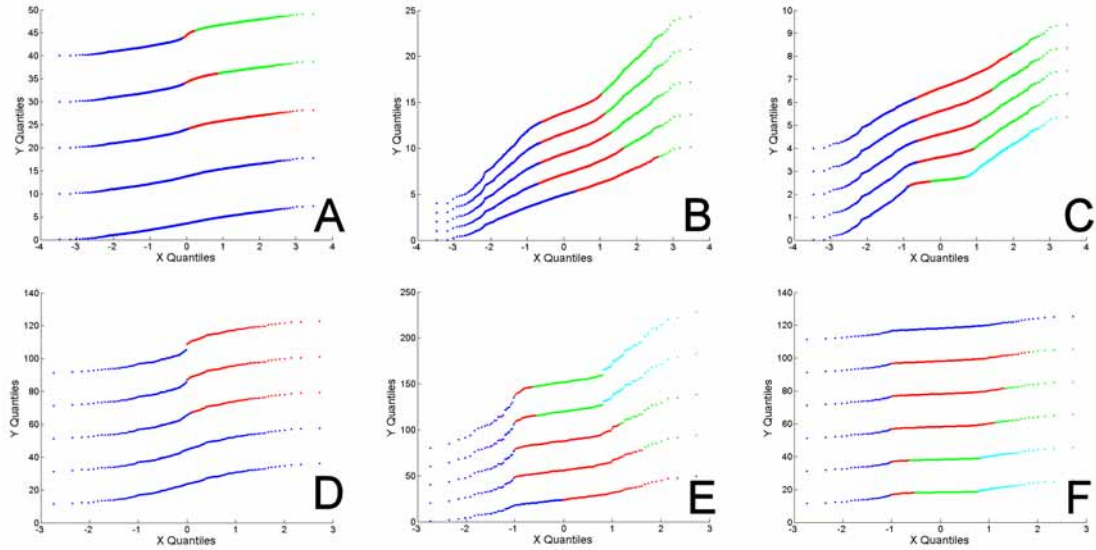 50
45
40
35
30
25
20
15
10
5
0
Y Quantiles
-4 -3 -2 -1 0 1 2 3 4
X Quantiles
A
25
20
15
10
5
0
Y Quantiles
-4 -3 -2 -1 0 1 2 3 4
X Quantiles
B
10
9
8
7
6
5
4
3
2
1
0
Y Quantiles
-4 -3 -2 -1 0 1 2 3 4
X Quantiles
C
140
120
100
80
60
40
20
0
Y Quantiles
-3 -2 -1 0 1 2 3
X Quantiles
D
250
200
150
100
50
0
Y Quantiles
-3 -2 -1 0 1 2 3
X Quantiles
E
140
120
100
80
60
40
20
0
Y Quantiles
-3 -2 -1 0 1 2 3
X Quantiles
F